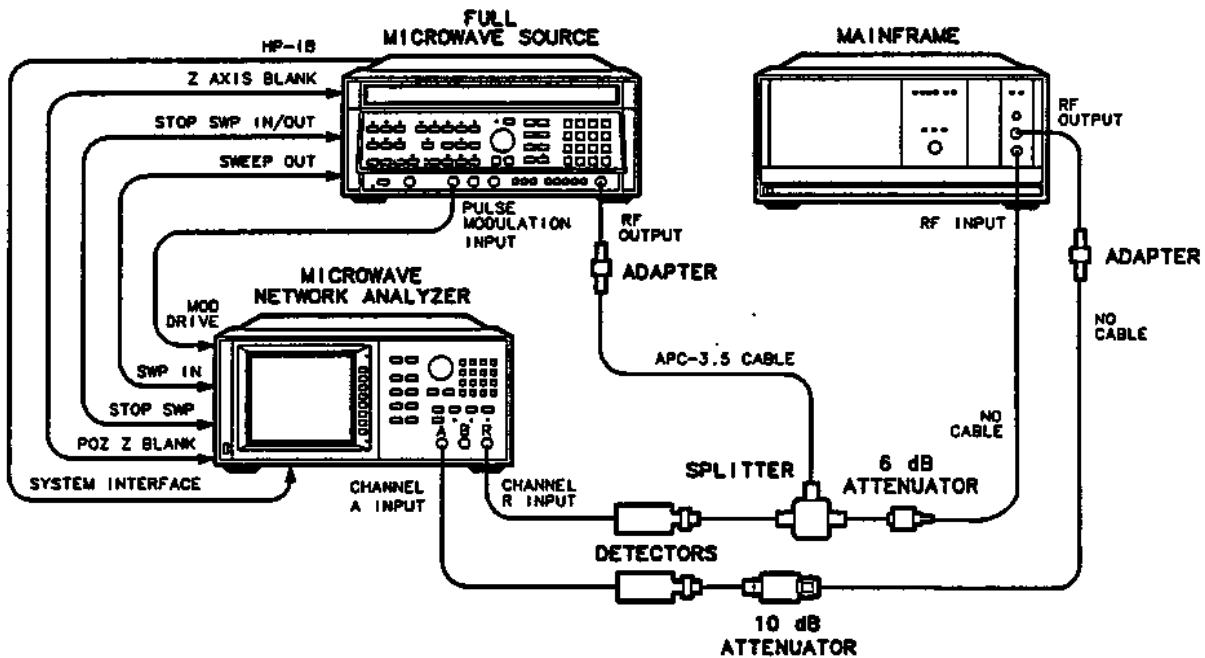 FULL
MICROWAVE SOURCE
MAINFRAME
HP-IB
Z AXIS BLANK
STOP SWP IN/OUT
SWEEP OUT
RF
OUTPUT
PULSE
MODULATION
INPUT
RF
OUTPUT
RF INPUT
ADAPTER
ADAPTER
MICROWAVE
NETWORK ANALYZER
MOD
DRIVE
NO
CABLE
APC-3.5 CABLE
SWP IN
STOP SWP
NO
CABLE
POZ Z BLANK
A
B
R
SYSTEM INTERFACE
CHANNEL
A INPUT
CHANNEL
R INPUT
SPLITTER
6 dB
ATTENUATOR
DETECTORS
10 dB
ATTENUATOR